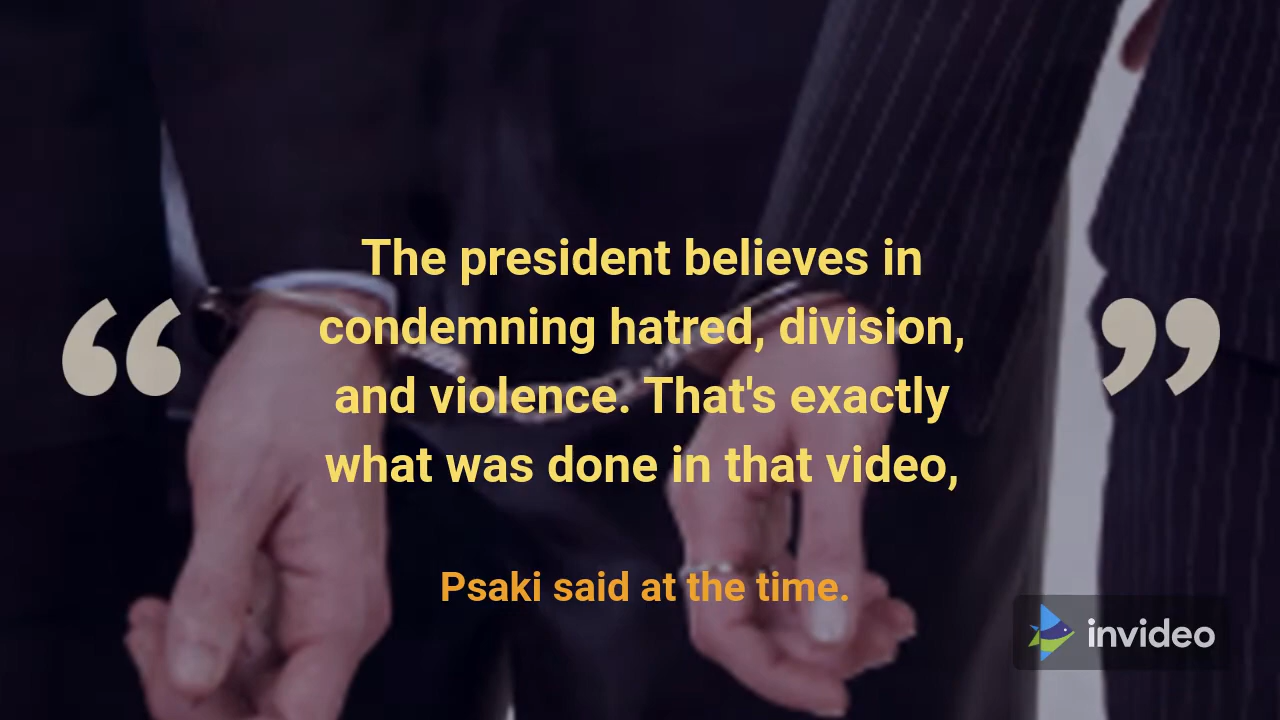 The president believes in
condemning hatred, division,
“ and violence. That's exactly ”
what was done in that video,
Psaki said at the time.
invideo